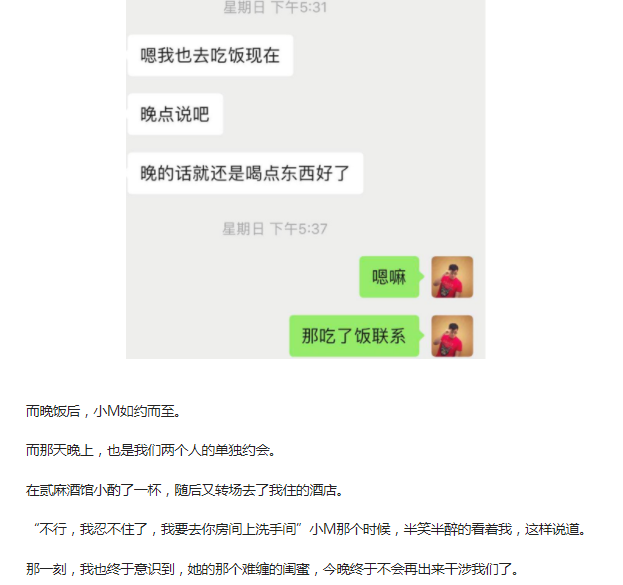 星期日 下午5:31
嗯我也去吃饭现在
晚点说吧
晚的话就还是喝点东西好了
星期日 下午5:37
嗯嘛
那吃了饭联系
而晚饭后，小M如约而至。
而那天晚上，也是我们两个人的单独约会。
在贰麻酒馆小酌了一杯，随后又转场去了我住的酒店。
“不行，我忍不住了，我要去你房间上洗手间”小M那个时候，半笑半醉的看着我，这样说道。
那一刻，我也终于意识到，她的那个难缠的闺蜜，今晚终于不会再出来干涉我们了。